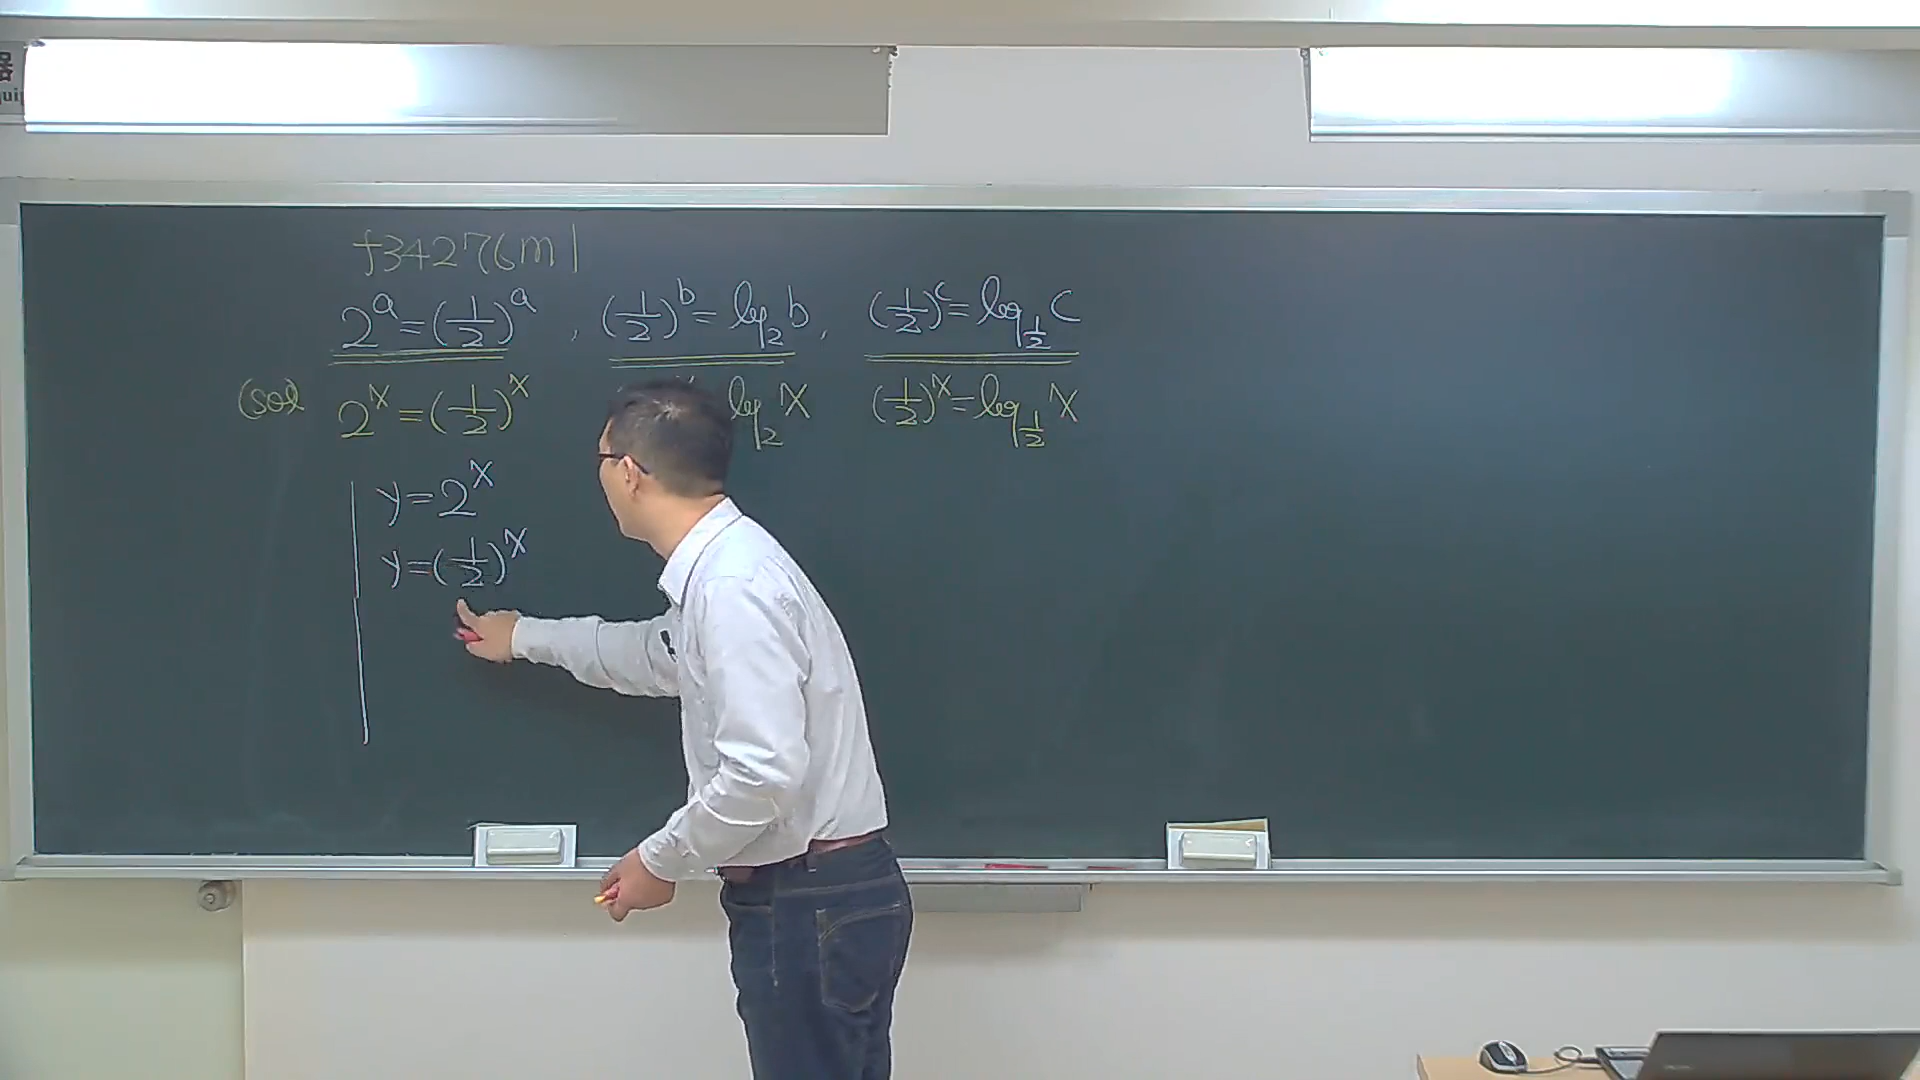 f34276m1
2^a=(1/2)^a , (1/2)^b=log_2 b , (1/2)^c=log_{1/2} C
(sol 2^x=(1/2)^x log_2 X (1/2)^x=log_{1/2} X
y=2^x
y=(1/2)^x